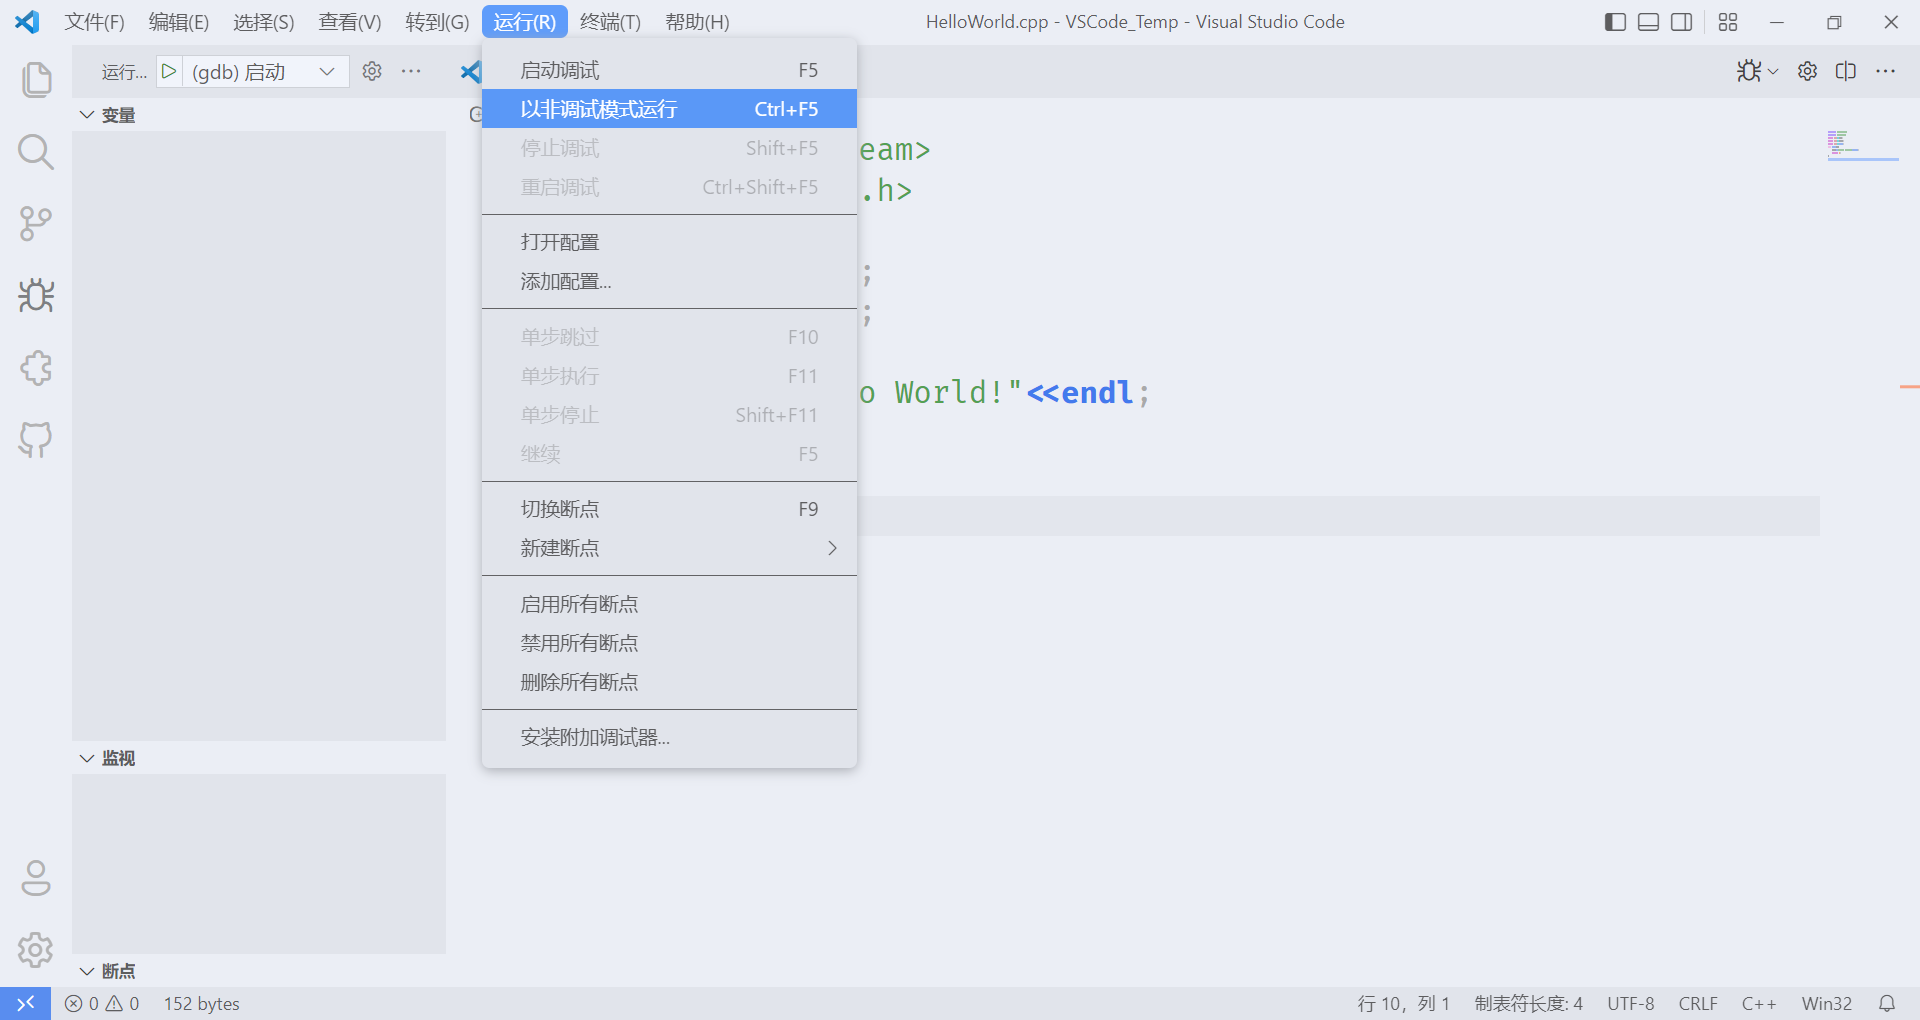 文件(F) 编辑(E) 选择(S) 查看(V) 转到(G) 运行(R) 终端(T) 帮助(H) HelloWorld.cpp - VSCode_Temp - Visual Studio Code
运行... (gdb) 启动
变量
启动调试 F5
以非调试模式运行 Ctrl+F5
停止调试 Shift+F5
重启调试 Ctrl+Shift+F5
打开配置
添加配置...
单步跳过 F10
单步执行 F11
单步停止 Shift+F11
继续 F5
切换断点 F9
新建断点
启用所有断点
禁用所有断点
删除所有断点
安装附加调试器...
eam>
.h>
;
;
o World!"<<endl;
监视
断点
0 0 152 bytes 行 10，列 1 制表符长度: 4 UTF-8 CRLF C++ Win32